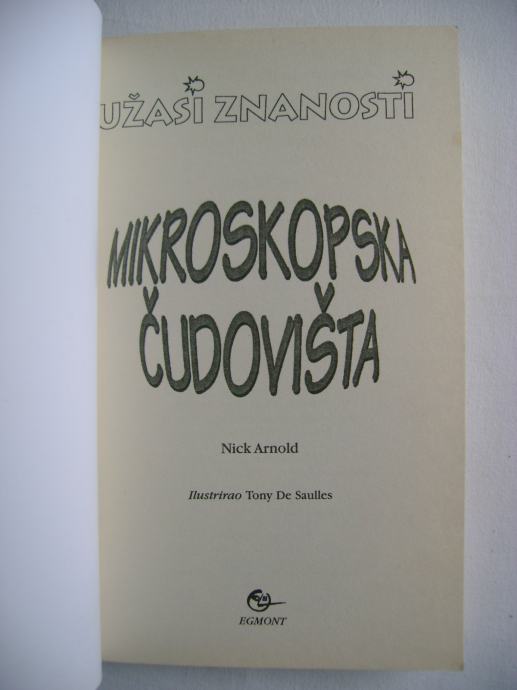 UŽASI ZNANOSTI
MIKROSKOPSKA
ČUDOVIŠTA
Nick Arnold
Ilustrirao Tony De Saulles
EGMONT